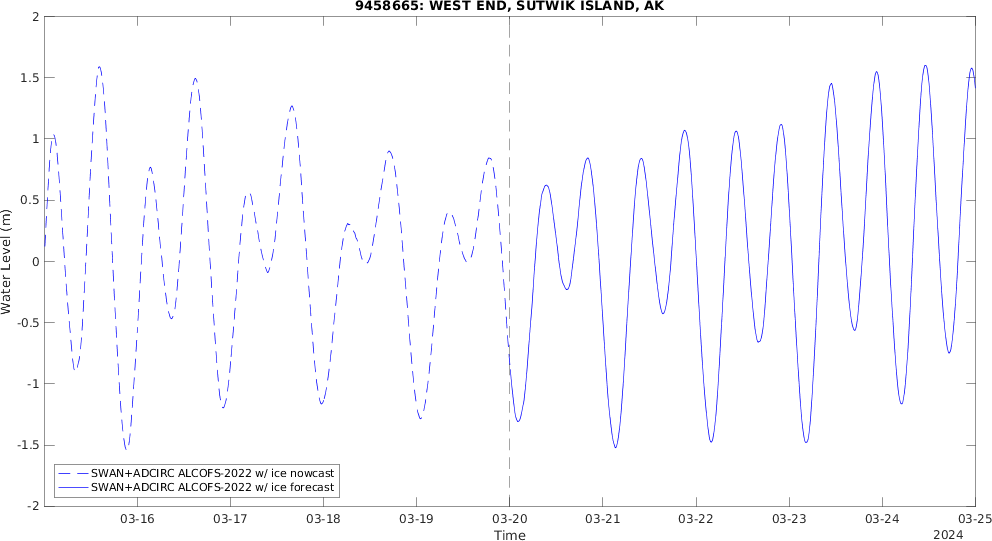 9458665: WEST END, SUTWIK ISLAND, AK
2
1.5
1
0.5
0
-0.5
-1
-1.5
-2
Water Level (m)
SWAN+ADCIRC ALCOFS-2022 w/ ice nowcast
SWAN+ADCIRC ALCOFS-2022 w/ ice forecast
03-16 03-17 03-18 03-19 03-20 03-21 03-22 03-23 03-24 03-25
Time
2024